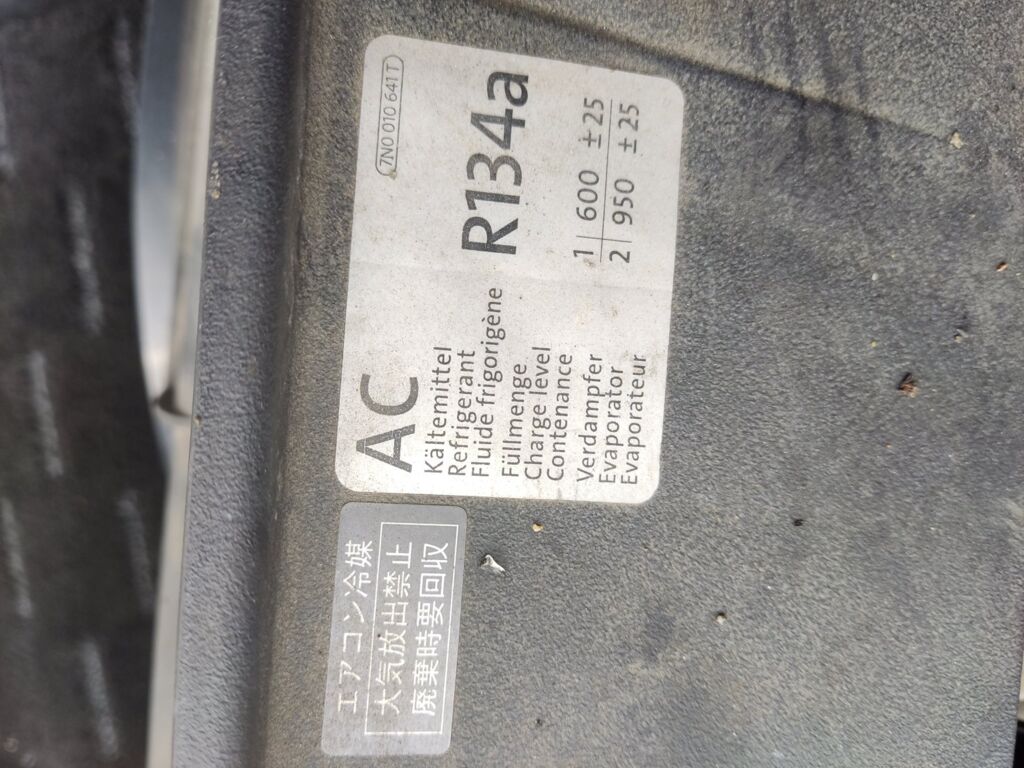 7N0 010 641 T
AC
Kältemittel
Refrigerant
Fluide frigorigène
R134a
Füllmenge
Charge level
Contenance
Verdampfer
Evaporator
Evaporateur
1 600 ±25
2 950 ±25
エアコン冷媒
大気放出禁止
廃棄時要回収